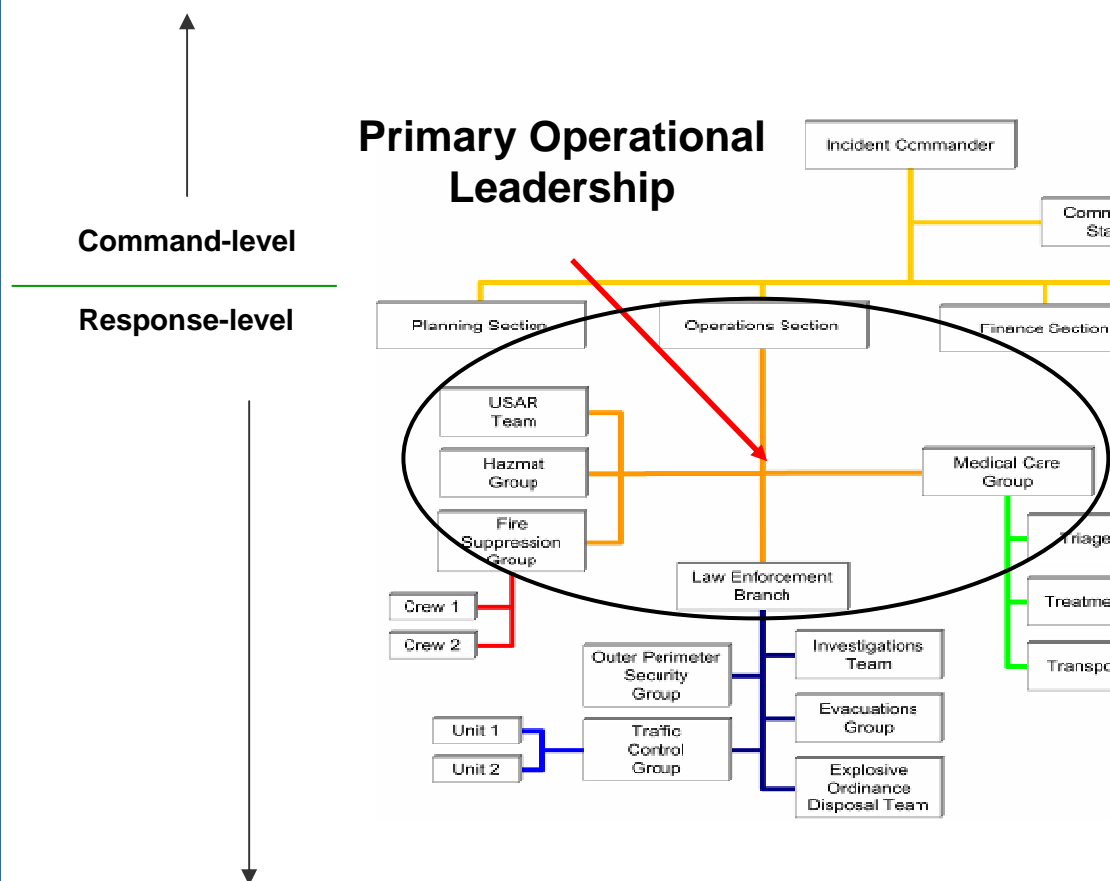 Primary Operational
Leadership
Incident Commander
Command-level
Response-level
Planning Section
Operations Section
Finance Section
USAR
Team
Hazmat
Group
Fire
Suppression
Group
Medical Care
Group
Law Enforcement
Branch
Crew 1
Crew 2
Outer Perimeter
Security
Group
Investigations
Team
Unit 1
Unit 2
Traffic
Control
Group
Evacuations
Group
Explosive
Ordinance
Disposal Team
Triage